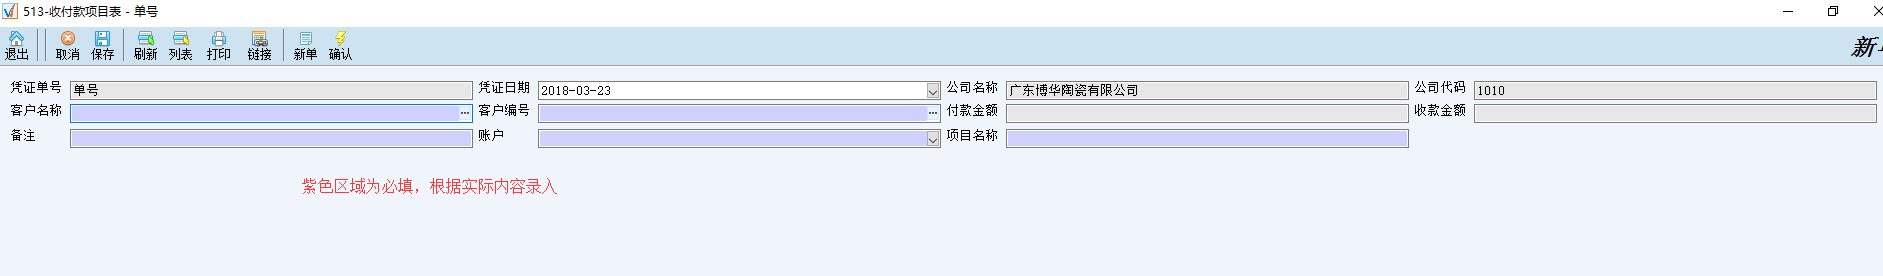 513-收付款项目表 - 单号
退出 取消 保存 刷新 列表 打印 链接 新单 确认
新
凭证单号 单号 凭证日期 2018-03-23 公司名称 广东博华陶瓷有限公司 公司代码 1010
客户名称 ... 客户编号 ... 付款金额 收款金额
备注 账户 项目名称
紫色区域为必填，根据实际内容录入